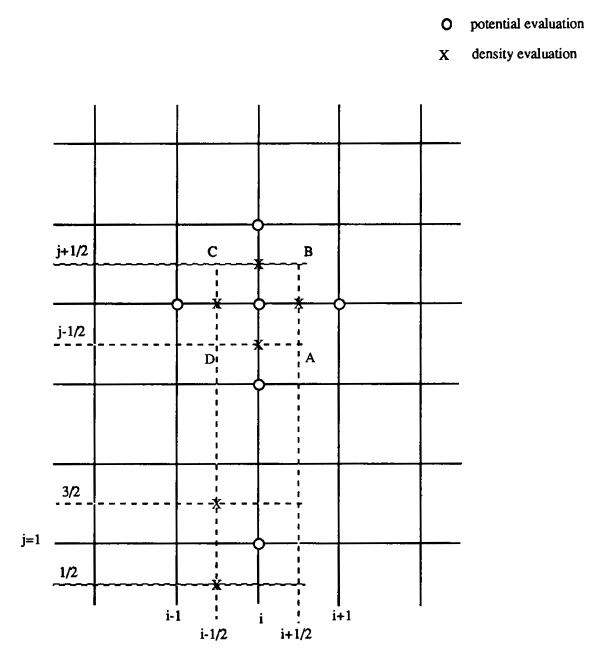 O potential evaluation
X density evaluation
j+1/2
C
B
j-1/2
D
A
3/2
j=1
1/2
i-1
i
i+1
i-1/2
i+1/2